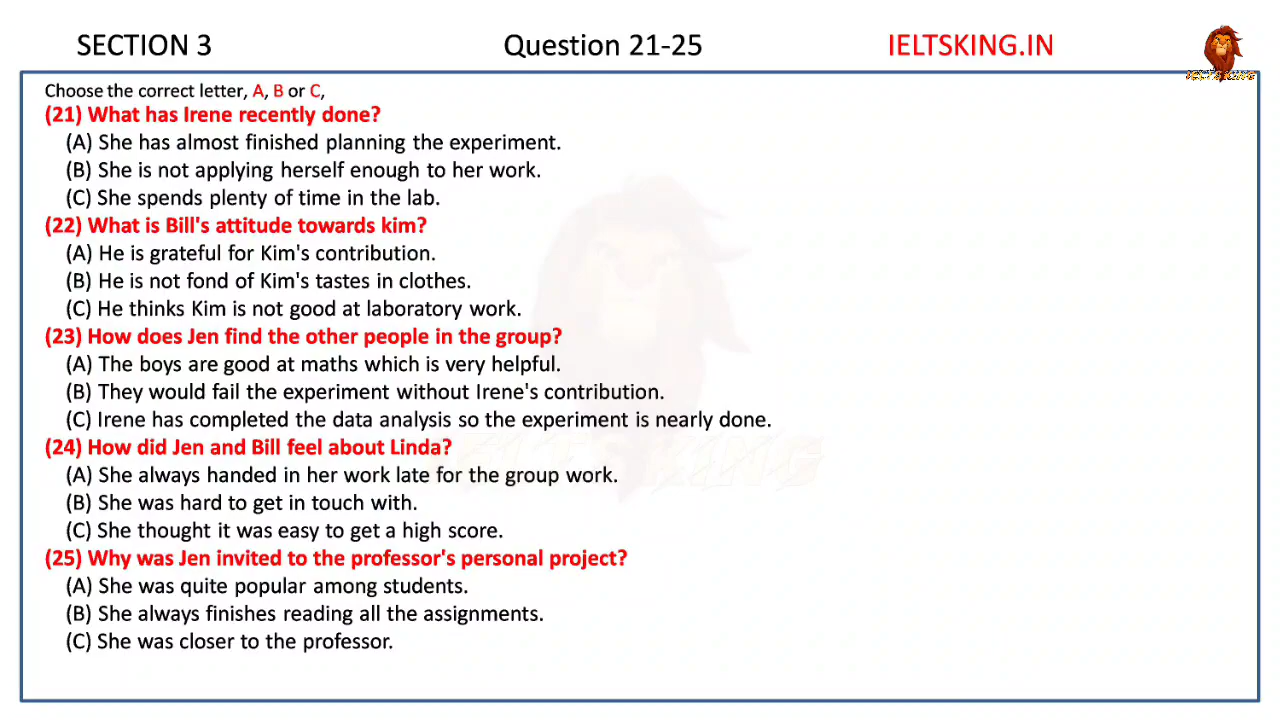 SECTION 3 Question 21-25 IELTSKING.IN
IELTS KING
Choose the correct letter, A, B or C,
(21) What has Irene recently done?
(A) She has almost finished planning the experiment.
(B) She is not applying herself enough to her work.
(C) She spends plenty of time in the lab.
(22) What is Bill's attitude towards kim?
(A) He is grateful for Kim's contribution.
(B) He is not fond of Kim's tastes in clothes.
(C) He thinks Kim is not good at laboratory work.
(23) How does Jen find the other people in the group?
(A) The boys are good at maths which is very helpful.
(B) They would fail the experiment without Irene's contribution.
(C) Irene has completed the data analysis so the experiment is nearly done.
(24) How did Jen and Bill feel about Linda?
IELTS KING
(A) She always handed in her work late for the group work.
(B) She was hard to get in touch with.
(C) She thought it was easy to get a high score.
(25) Why was Jen invited to the professor's personal project?
(A) She was quite popular among students.
(B) She always finishes reading all the assignments.
(C) She was closer to the professor.